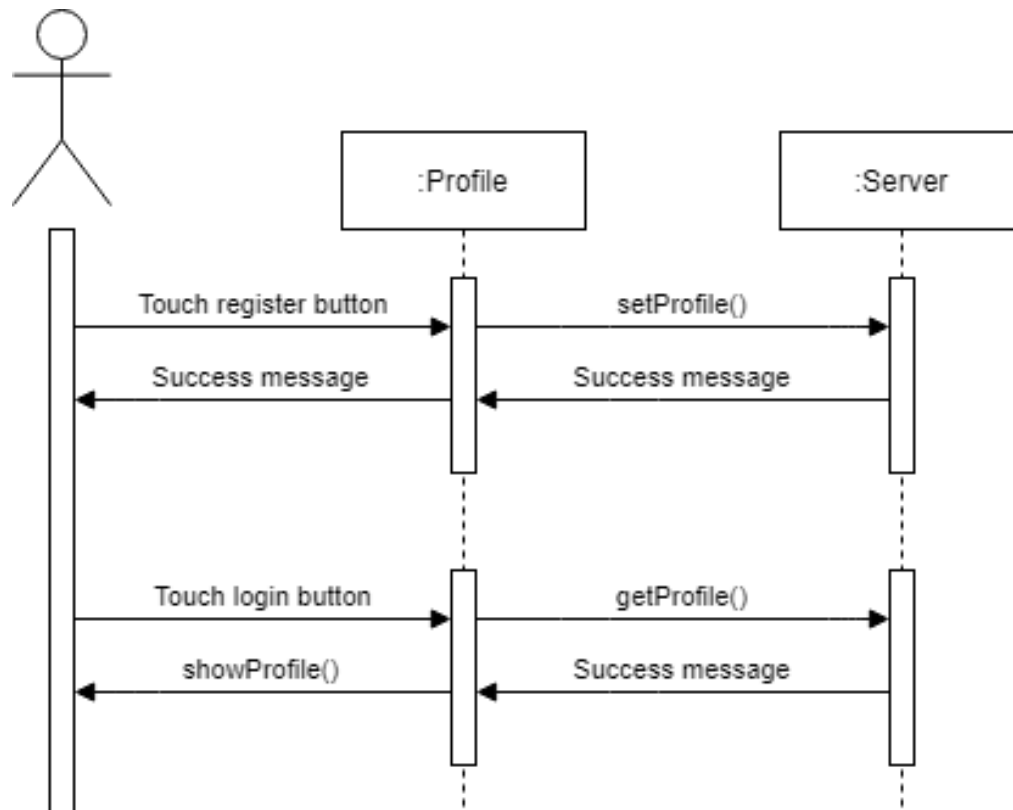 :Profile
:Server
Touch register button
setProfile()
Success message
Success message
Touch login button
getProfile()
showProfile()
Success message